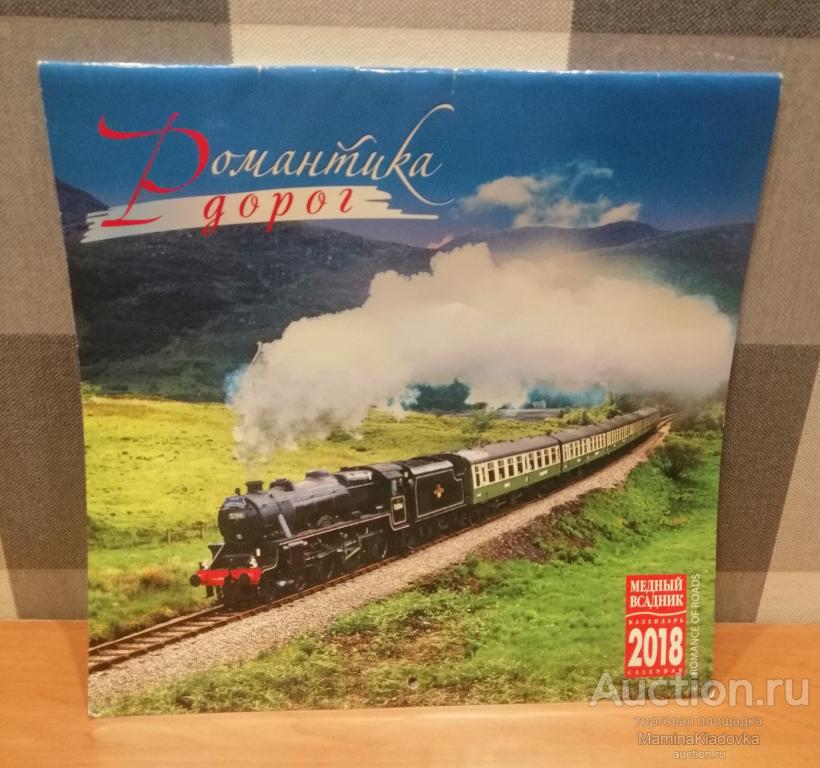 Романтика
дорог
МЕДНЫЙ
ВСАДНИК
КАЛЕНДАРЬ
2018
CALENDAR
ROMANCE OF ROADS
Auction.ru
торговая площадка
MaminaKladovka
auction.ru